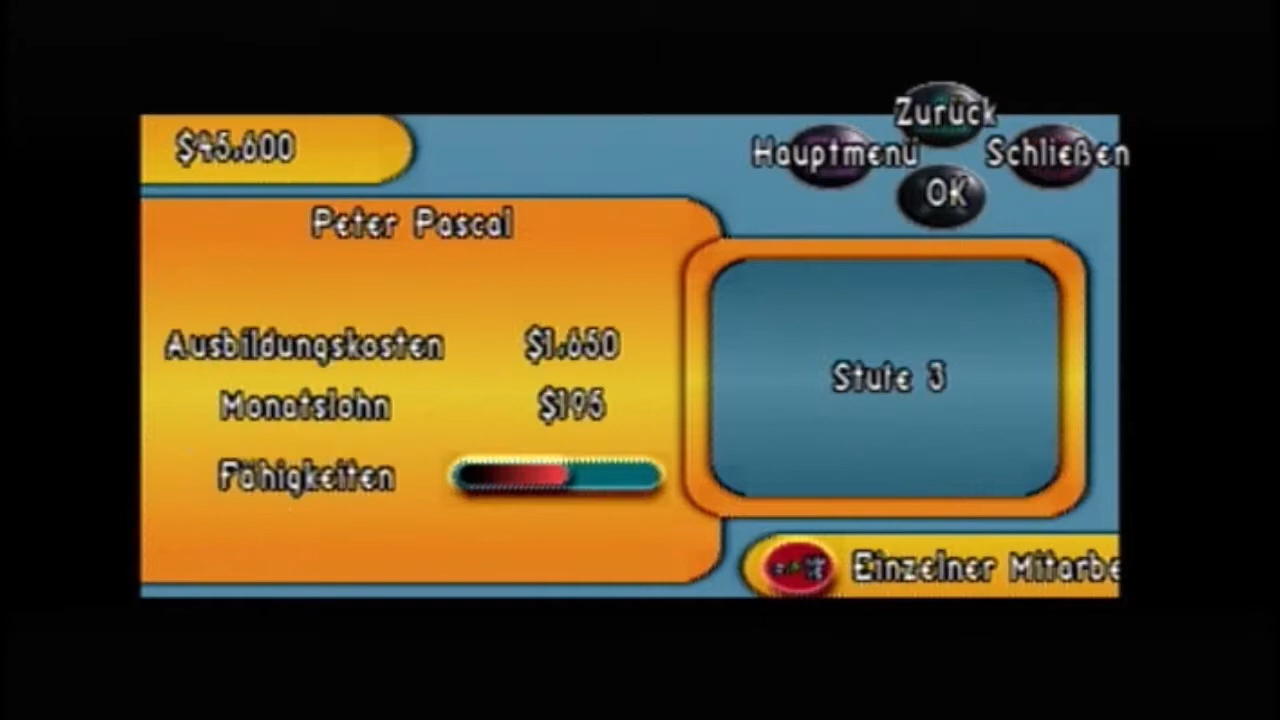 $45,600
Zurück
Hauptmenü
Schließen
OK
Peter Pascal
Ausbildungskosten $1,650
Monatslohn $195
Fähigkeiten
Stufe 3
Einzelner Mitarbe